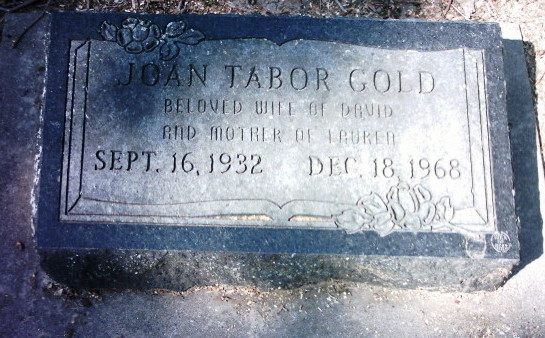 JOAN TABOR GOLD
BELOVED WIFE OF DAVID
AND MOTHER OF LAUREN
SEPT. 16, 1932 DEC. 18, 1968